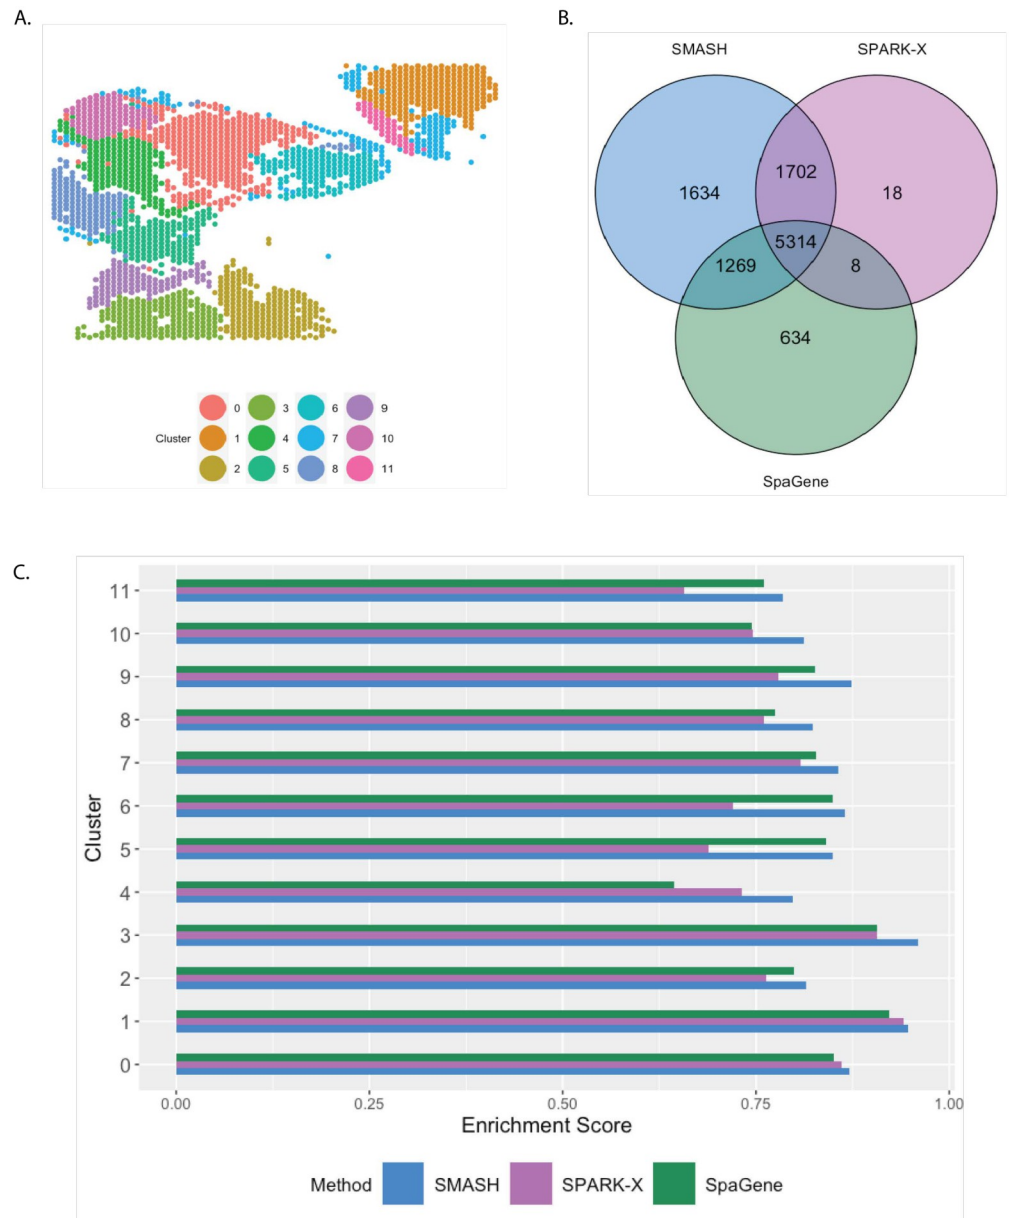 A.
Cluster
0 3 6 9
1 4 7 10
2 5 8 11
B.
SMASH SPARK-X
1702
1634 18
5314
1269 8
634
SpaGene
C.
Cluster
11
10
9
8
7
6
5
4
3
2
1
0
0.00 0.25 0.50 0.75 1.00
Enrichment Score
Method SMASH SPARK-X SpaGene